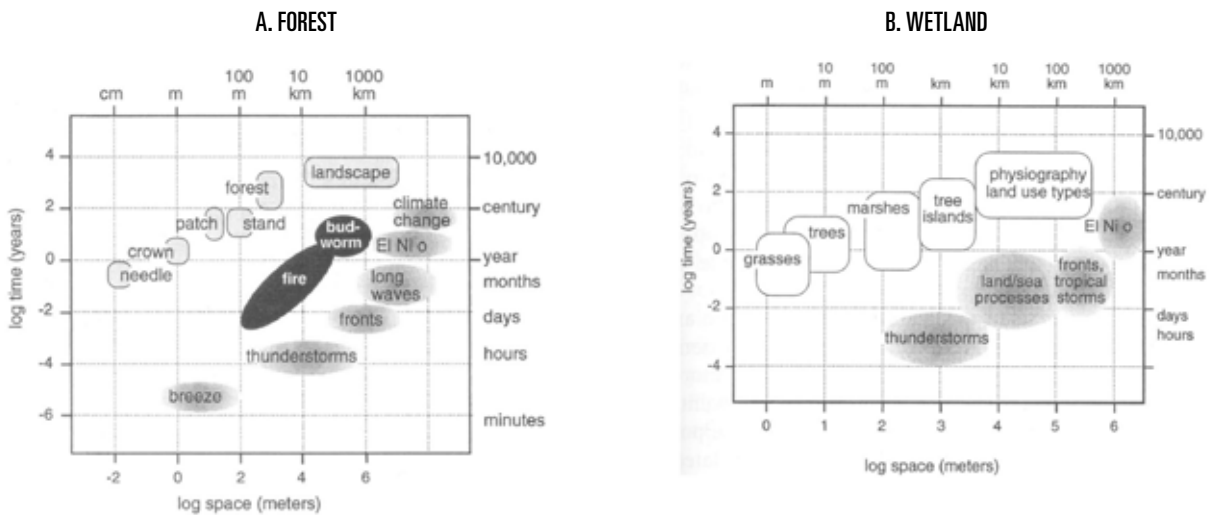 A. FOREST
100 10 1000
cm m m km km
4
2
0
-2
-4
-6
log time (years)
landscape
forest
climate
change
patch stand
bud-
worm
El Ni o
crown
needle
fire
long
waves
fronts
thunderstorms
breeze
10,000
century
year
months
days
hours
minutes
-2 0 2 4 6
log space (meters)
B. WETLAND
10 100 10 100 1000
m m m km km km km
4
2
0
-2
-4
log time (years)
physiography
land use types
marshes
tree
islands
trees
grasses
El Ni o
land/sea
processes
fronts,
tropical
storms
thunderstorms
10,000
century
year
months
days
hours
0 1 2 3 4 5 6
log space (meters)